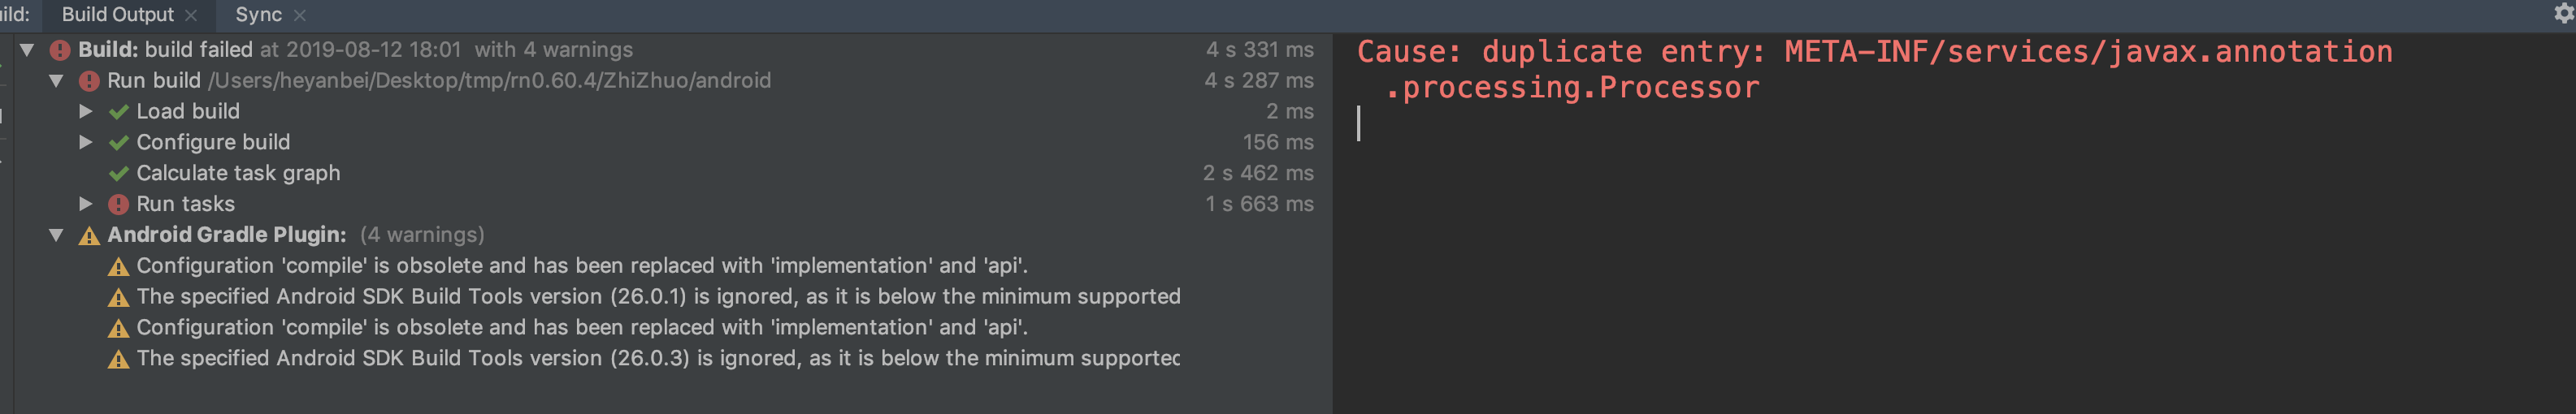 ild: Build Output Sync
Build: build failed at 2019-08-12 18:01 with 4 warnings 4 s 331 ms
Run build /Users/heyanbei/Desktop/tmp/rn0.60.4/ZhiZhuo/android 4 s 287 ms
Load build 2 ms
Configure build 156 ms
Calculate task graph 2 s 462 ms
Run tasks 1 s 663 ms
Android Gradle Plugin: (4 warnings)
Configuration 'compile' is obsolete and has been replaced with 'implementation' and 'api'.
The specified Android SDK Build Tools version (26.0.1) is ignored, as it is below the minimum supported
Configuration 'compile' is obsolete and has been replaced with 'implementation' and 'api'.
The specified Android SDK Build Tools version (26.0.3) is ignored, as it is below the minimum supported
Cause: duplicate entry: META-INF/services/javax.annotation
.processing.Processor